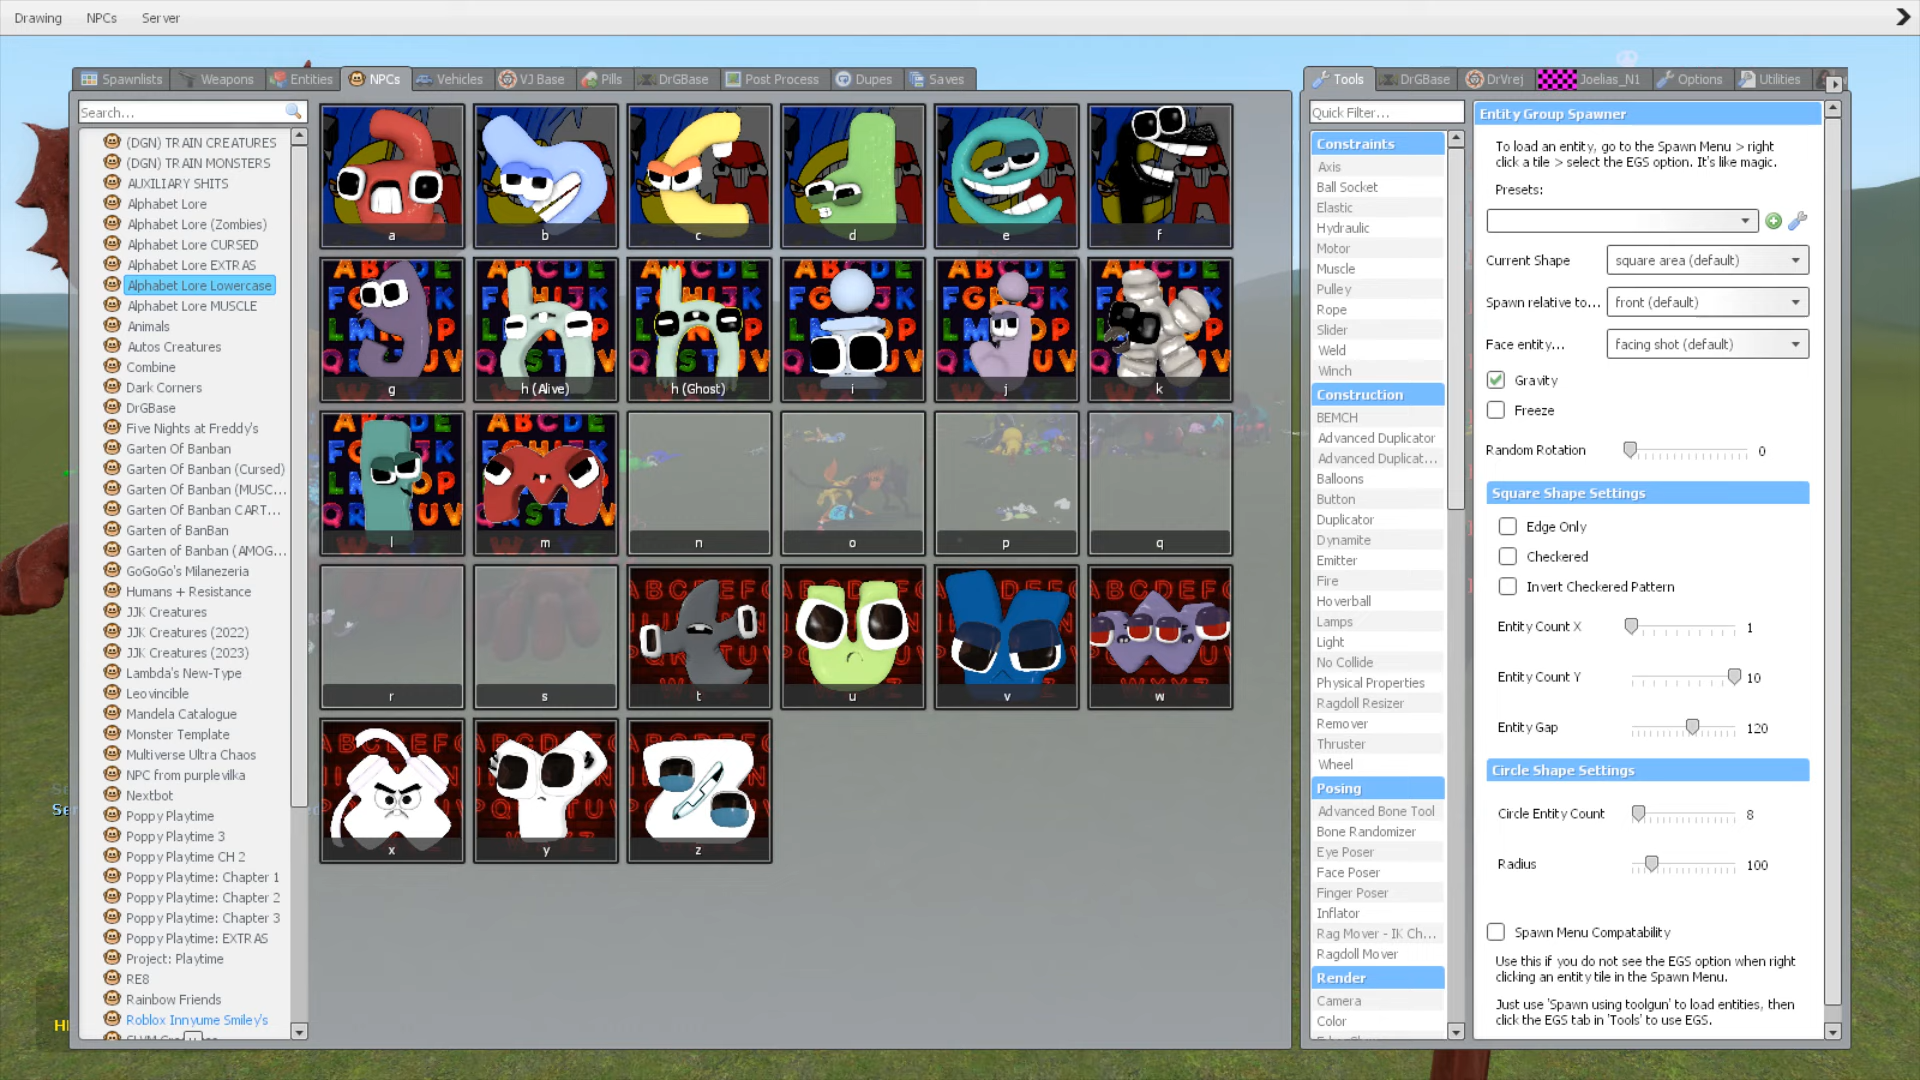 Drawing NPCs Server
Spawnlists Weapons Entities NPCs Vehicles VJ Base Pills DrGBase Post Process Dupes Saves
Search...
(DGN) TRAIN CREATURES
(DGN) TRAIN MONSTERS
AUXILIARY SHITS
Alphabet Lore
Alphabet Lore (Zombies)
Alphabet Lore CURSED
Alphabet Lore EXTRAS
Alphabet Lore Lowercase
Alphabet Lore MUSCLE
Animals
Autos Creatures
Combine
Dark Corners
DrGBase
Five Nights at Freddy's
Garten Of Banban
Garten Of Banban (Cursed)
Garten Of Banban (MUSC...
Garten Of Banban CART...
Garten of BanBan
Garten of Banban (AMOG...
GoGoGo's Milanezeria
Humans + Resistance
JJK Creatures
JJK Creatures (2022)
JJK Creatures (2023)
Lambda's New-Type
Leovincible
Mandela Catalogue
Monster Template
Multiverse Ultra Chaos
NPC from purplevilka
Nextbot
Poppy Playtime
Poppy Playtime 3
Poppy Playtime CH 2
Poppy Playtime: Chapter 1
Poppy Playtime: Chapter 2
Poppy Playtime: Chapter 3
Poppy Playtime: EXTRAS
Project: Playtime
RE8
Rainbow Friends
Roblox Innyume Smiley's
a b c d e f
g h (Alive) h (Ghost) i j k
l m n o p q
r s t u v w
x y z
Tools DrGBase DrVrej Joelias_N1 Options Utilities
Quick Filter...
Constraints
Axis
Ball Socket
Elastic
Hydraulic
Motor
Muscle
Pulley
Rope
Slider
Weld
Winch
Construction
BEMCH
Advanced Duplicator
Advanced Duplicat...
Balloons
Button
Duplicator
Dynamite
Emitter
Fire
Hoverball
Lamps
Light
No Collide
Physical Properties
Ragdoll Resizer
Remover
Thruster
Wheel
Posing
Advanced Bone Tool
Bone Randomizer
Eye Poser
Face Poser
Finger Poser
Inflator
Rag Mover - IK Ch...
Ragdoll Mover
Render
Camera
Color
Entity Group Spawner
To load an entity, go to the Spawn Menu > right
click a tile > select the EGS option. It's like magic.
Presets:
Current Shape square area (default)
Spawn relative to... front (default)
Face entity... facing shot (default)
Gravity
Freeze
Random Rotation 0
Square Shape Settings
Edge Only
Checkered
Invert Checkered Pattern
Entity Count X 1
Entity Count Y 10
Entity Gap 120
Circle Shape Settings
Circle Entity Count 8
Radius 100
Spawn Menu Compatability
Use this if you do not see the EGS option when right
clicking an entity tile in the Spawn Menu.
Just use 'Spawn using toolgun' to load entities, then
click the EGS tab in 'Tools' to use EGS.